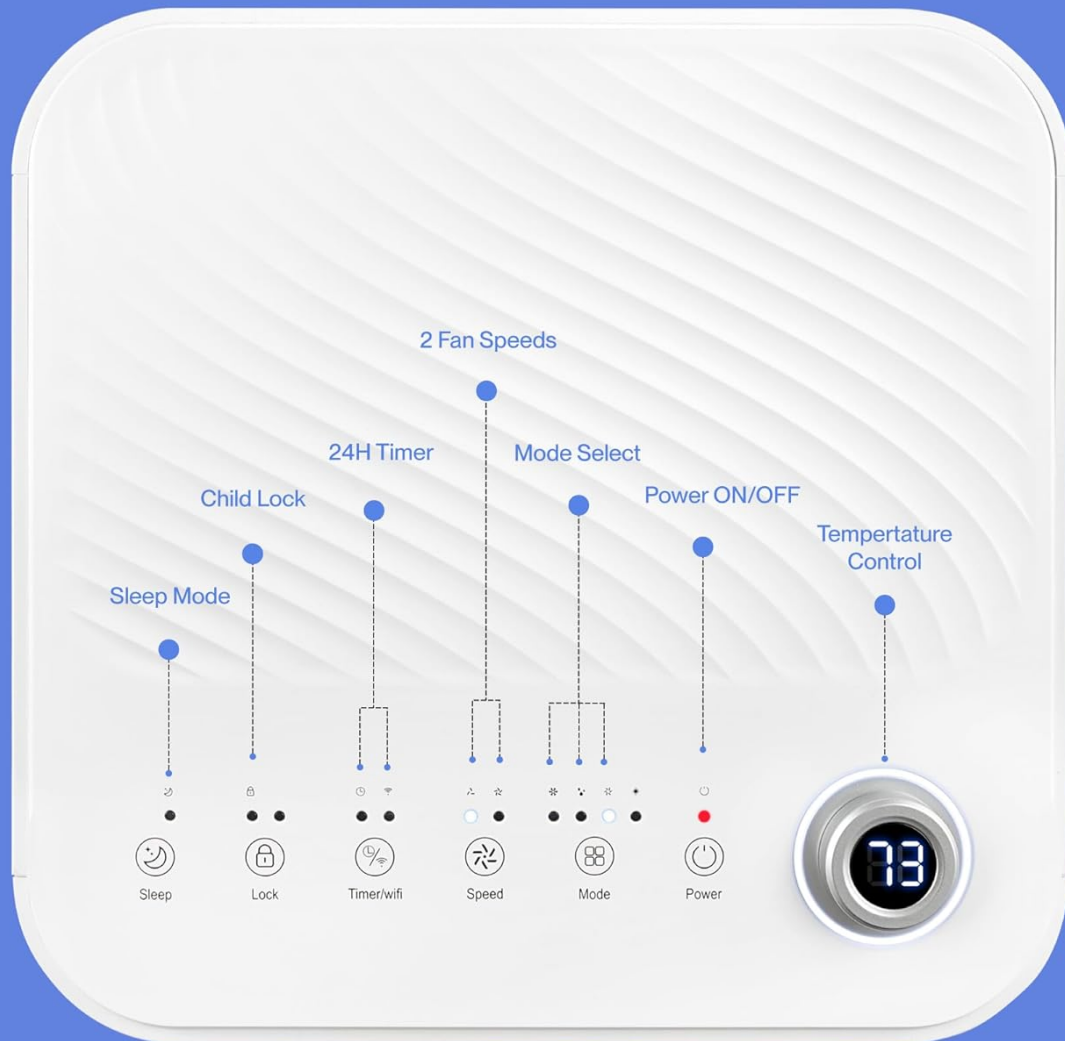 2 Fan Speeds
24H Timer
Mode Select
Child Lock
Power ON/OFF
Tempertature
Control
Sleep Mode
73
Sleep
Lock
Timer/wifi
Speed
Mode
Power